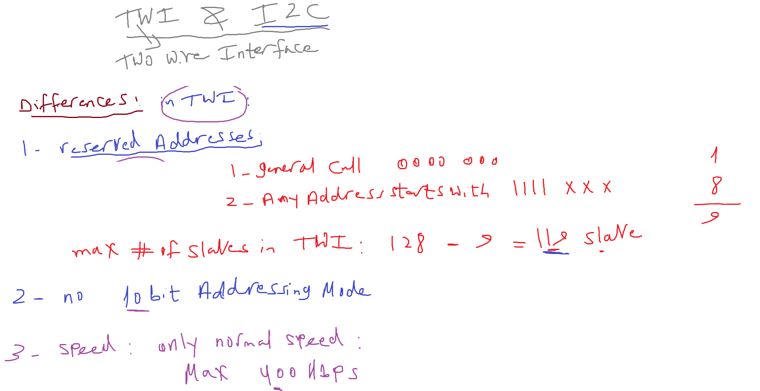 TWI & I2C
Two wire Interface
Differences: in TWI:
1- reserved Addresses:
1- general Call 0000 000
2- Any Address starts with 1111 xxx
1
8
9
max # of slaves in TWI: 128 - 9 = 119 slave
2- no 10bit Addressing Mode
3- speed: only normal speed:
Max 400 Kbps